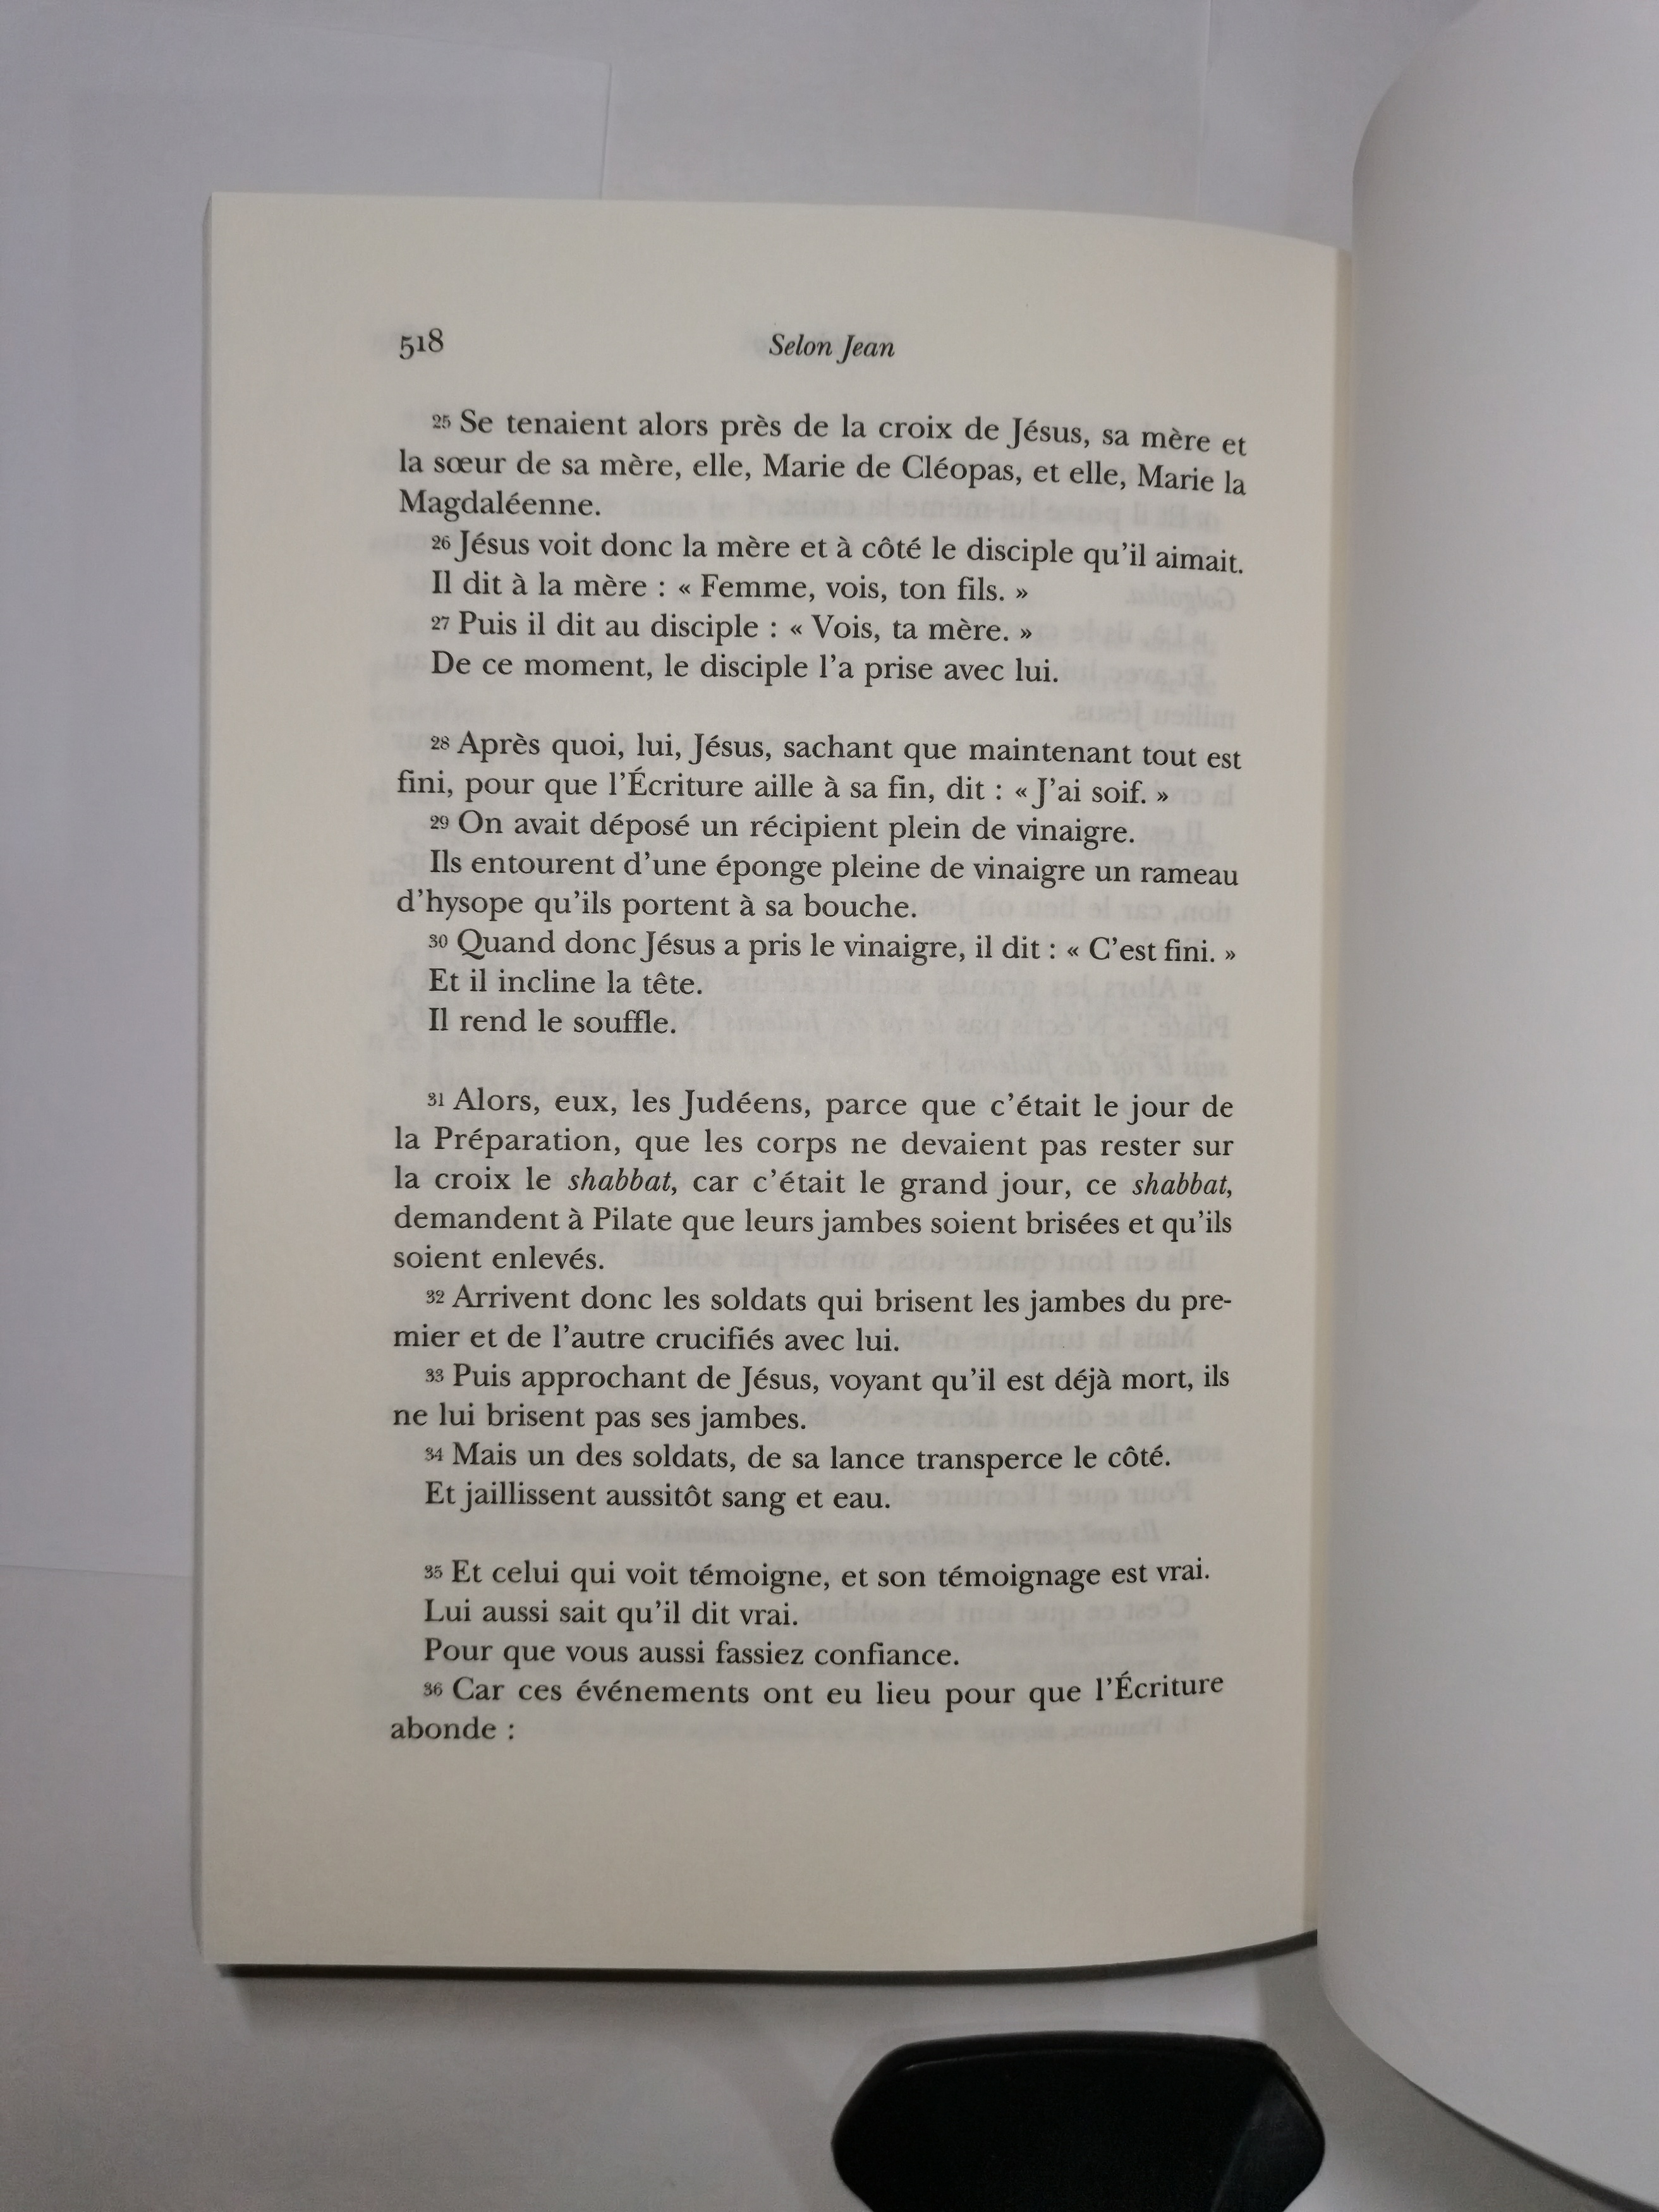 518
Selon Jean
25 Se tenaient alors près de la croix de Jésus, sa mère et
la sœur de sa mère, elle, Marie de Cléopas, et elle, Marie la
Magdaléenne.
26 Jésus voit donc la mère et à côté le disciple qu'il aimait.
Il dit à la mère : « Femme, vois, ton fils. »
27 Puis il dit au disciple : « Vois, ta mère. »
De ce moment, le disciple l'a prise avec lui.
28 Après quoi, lui, Jésus, sachant que maintenant tout est
fini, pour que l'Écriture aille à sa fin, dit : « J'ai soif. »
29 On avait déposé un récipient plein de vinaigre.
Ils entourent d'une éponge pleine de vinaigre un rameau
d'hysope qu'ils portent à sa bouche.
30 Quand donc Jésus a pris le vinaigre, il dit : « C'est fini. »
Et il incline la tête.
Il rend le souffle.
31 Alors, eux, les Judéens, parce que c'était le jour de
la Préparation, que les corps ne devaient pas rester sur
la croix le shabbat, car c'était le grand jour, ce shabbat,
demandent à Pilate que leurs jambes soient brisées et qu'ils
soient enlevés.
32 Arrivent donc les soldats qui brisent les jambes du pre-
mier et de l'autre crucifiés avec lui.
33 Puis approchant de Jésus, voyant qu'il est déjà mort, ils
ne lui brisent pas ses jambes.
34 Mais un des soldats, de sa lance transperce le côté.
Et jaillissent aussitôt sang et eau.
35 Et celui qui voit témoigne, et son témoignage est vrai.
Lui aussi sait qu'il dit vrai.
Pour que vous aussi fassiez confiance.
36 Car ces événements ont eu lieu pour que l'Écriture
abonde :